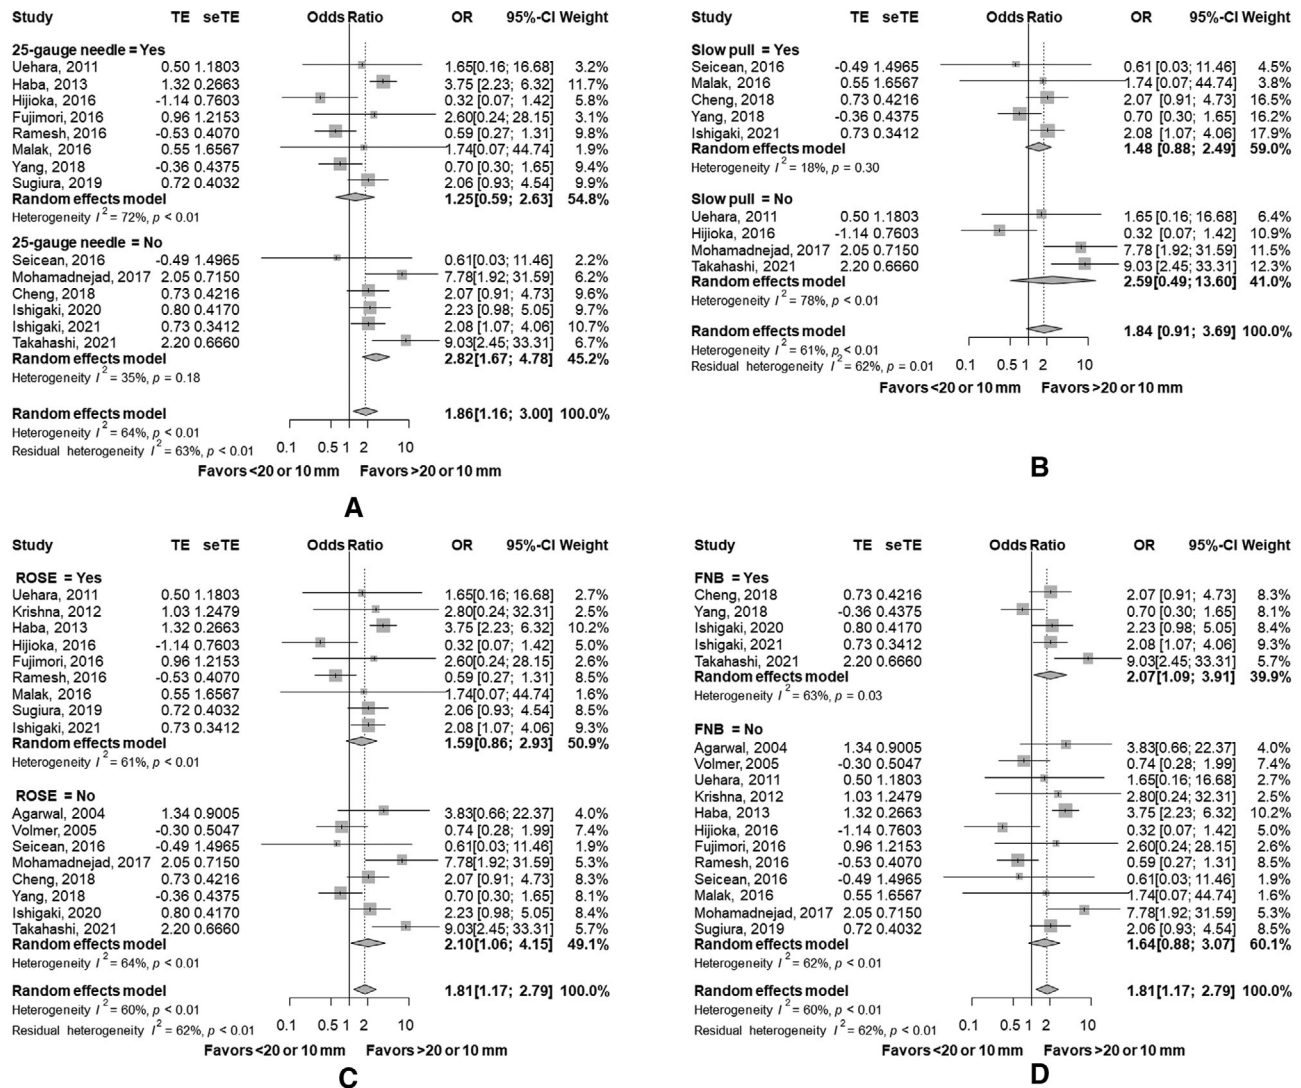 Study TE seTE Odds Ratio OR 95%-CI Weight
25-gauge needle = Yes
Uehara, 2011 0.50 1.1803 1.65[0.16; 16.68] 3.2%
Haba, 2013 1.32 0.2663 3.75 [2.23; 6.32] 11.7%
Hijioka, 2016 -1.14 0.7603 0.32 [0.07; 1.42] 5.8%
Fujimori, 2016 0.96 1.2153 2.60[0.24; 28.15] 3.1%
Ramesh, 2016 -0.53 0.4070 0.59 [0.27; 1.31] 9.8%
Malak, 2016 0.55 1.6567 1.74[0.07; 44.74] 1.9%
Yang, 2018 -0.36 0.4375 0.70 [0.30; 1.65] 9.4%
Sugiura, 2019 0.72 0.4032 2.06 [0.93; 4.54] 9.9%
Random effects model 1.25[0.59; 2.63] 54.8%
Heterogeneity I2 = 72%, p < 0.01
25-gauge needle = No
Seicean, 2016 -0.49 1.4965 0.61[0.03; 11.46] 2.2%
Mohamadnejad, 2017 2.05 0.7150 7.78[1.92; 31.59] 6.2%
Cheng, 2018 0.73 0.4216 2.07 [0.91; 4.73] 9.6%
Ishigaki, 2020 0.80 0.4170 2.23 [0.98; 5.05] 9.7%
Ishigaki, 2021 0.73 0.3412 2.08 [1.07; 4.06] 10.7%
Takahashi, 2021 2.20 0.6660 9.03[2.45; 33.31] 6.7%
Random effects model 2.82[1.67; 4.78] 45.2%
Heterogeneity I2 = 35%, p = 0.18
Random effects model 1.86[1.16; 3.00] 100.0%
Heterogeneity I2 = 64%, p < 0.01
Residual heterogeneity I2 = 63%, p < 0.01
0.1 0.5 1 2 10
Favors <20 or 10 mm Favors >20 or 10 mm
A
Study TE seTE Odds Ratio OR 95%-CI Weight
Slow pull = Yes
Seicean, 2016 -0.49 1.4965 0.61 [0.03; 11.46] 4.5%
Malak, 2016 0.55 1.6567 1.74 [0.07; 44.74] 3.8%
Cheng, 2018 0.73 0.4216 2.07 [0.91; 4.73] 16.5%
Yang, 2018 -0.36 0.4375 0.70 [0.30; 1.65] 16.2%
Ishigaki, 2021 0.73 0.3412 2.08 [1.07; 4.06] 17.9%
Random effects model 1.48 [0.88; 2.49] 59.0%
Heterogeneity I2 = 18%, p = 0.30
Slow pull = No
Uehara, 2011 0.50 1.1803 1.65 [0.16; 16.68] 6.4%
Hijioka, 2016 -1.14 0.7603 0.32 [0.07; 1.42] 10.9%
Mohamadnejad, 2017 2.05 0.7150 7.78 [1.92; 31.59] 11.5%
Takahashi, 2021 2.20 0.6660 9.03 [2.45; 33.31] 12.3%
Random effects model 2.59[0.49; 13.60] 41.0%
Heterogeneity I2 = 78%, p < 0.01
Random effects model 1.84 [0.91; 3.69] 100.0%
Heterogeneity I2 = 61%, p < 0.01
Residual heterogeneity I2 = 62%, p = 0.01
0.1 0.5 1 2 10
Favors <20 or 10 mm Favors >20 or 10 mm
B
Study TE seTE Odds Ratio OR 95%-CI Weight
ROSE = Yes
Uehara, 2011 0.50 1.1803 1.65[0.16; 16.68] 2.7%
Krishna, 2012 1.03 1.2479 2.80[0.24; 32.31] 2.5%
Haba, 2013 1.32 0.2663 3.75 [2.23; 6.32] 10.2%
Hijioka, 2016 -1.14 0.7603 0.32 [0.07; 1.42] 5.0%
Fujimori, 2016 0.96 1.2153 2.60[0.24; 28.15] 2.6%
Ramesh, 2016 -0.53 0.4070 0.59 [0.27; 1.31] 8.5%
Malak, 2016 0.55 1.6567 1.74[0.07; 44.74] 1.6%
Sugiura, 2019 0.72 0.4032 2.06 [0.93; 4.54] 8.5%
Ishigaki, 2021 0.73 0.3412 2.08 [1.07; 4.06] 9.3%
Random effects model 1.59[0.86; 2.93] 50.9%
Heterogeneity I2 = 61%, p < 0.01
ROSE = No
Agarwal, 2004 1.34 0.9005 3.83[0.66; 22.37] 4.0%
Volmer, 2005 -0.30 0.5047 0.74 [0.28; 1.99] 7.4%
Seicean, 2016 -0.49 1.4965 0.61[0.03; 11.46] 1.9%
Mohamadnejad, 2017 2.05 0.7150 7.78[1.92; 31.59] 5.3%
Cheng, 2018 0.73 0.4216 2.07 [0.91; 4.73] 8.3%
Yang, 2018 -0.36 0.4375 0.70 [0.30; 1.65] 8.1%
Ishigaki, 2020 0.80 0.4170 2.23 [0.98; 5.05] 8.4%
Takahashi, 2021 2.20 0.6660 9.03[2.45; 33.31] 5.7%
Random effects model 2.10[1.06; 4.15] 49.1%
Heterogeneity I2 = 64%, p < 0.01
Random effects model 1.81[1.17; 2.79] 100.0%
Heterogeneity I2 = 60%, p < 0.01
Residual heterogeneity I2 = 62%, p < 0.01
0.1 0.5 1 2 10
Favors <20 or 10 mm Favors >20 or 10 mm
C
Study TE seTE Odds Ratio OR 95%-CI Weight
FNB = Yes
Cheng, 2018 0.73 0.4216 2.07 [0.91; 4.73] 8.3%
Yang, 2018 -0.36 0.4375 0.70 [0.30; 1.65] 8.1%
Ishigaki, 2020 0.80 0.4170 2.23 [0.98; 5.05] 8.4%
Ishigaki, 2021 0.73 0.3412 2.08 [1.07; 4.06] 9.3%
Takahashi, 2021 2.20 0.6660 9.03[2.45; 33.31] 5.7%
Random effects model 2.07[1.09; 3.91] 39.9%
Heterogeneity I2 = 63%, p = 0.03
FNB = No
Agarwal, 2004 1.34 0.9005 3.83[0.66; 22.37] 4.0%
Volmer, 2005 -0.30 0.5047 0.74 [0.28; 1.99] 7.4%
Uehara, 2011 0.50 1.1803 1.65[0.16; 16.68] 2.7%
Krishna, 2012 1.03 1.2479 2.80[0.24; 32.31] 2.5%
Haba, 2013 1.32 0.2663 3.75 [2.23; 6.32] 10.2%
Hijioka, 2016 -1.14 0.7603 0.32 [0.07; 1.42] 5.0%
Fujimori, 2016 0.96 1.2153 2.60[0.24; 28.15] 2.6%
Ramesh, 2016 -0.53 0.4070 0.59 [0.27; 1.31] 8.5%
Seicean, 2016 -0.49 1.4965 0.61[0.03; 11.46] 1.9%
Malak, 2016 0.55 1.6567 1.74[0.07; 44.74] 1.6%
Mohamadnejad, 2017 2.05 0.7150 7.78[1.92; 31.59] 5.3%
Sugiura, 2019 0.72 0.4032 2.06 [0.93; 4.54] 8.5%
Random effects model 1.64[0.88; 3.07] 60.1%
Heterogeneity I2 = 62%, p < 0.01
Random effects model 1.81[1.17; 2.79] 100.0%
Heterogeneity I2 = 60%, p < 0.01
Residual heterogeneity I2 = 62%, p < 0.01
0.1 0.5 1 2 10
Favors <20 or 10 mm Favors >20 or 10 mm
D